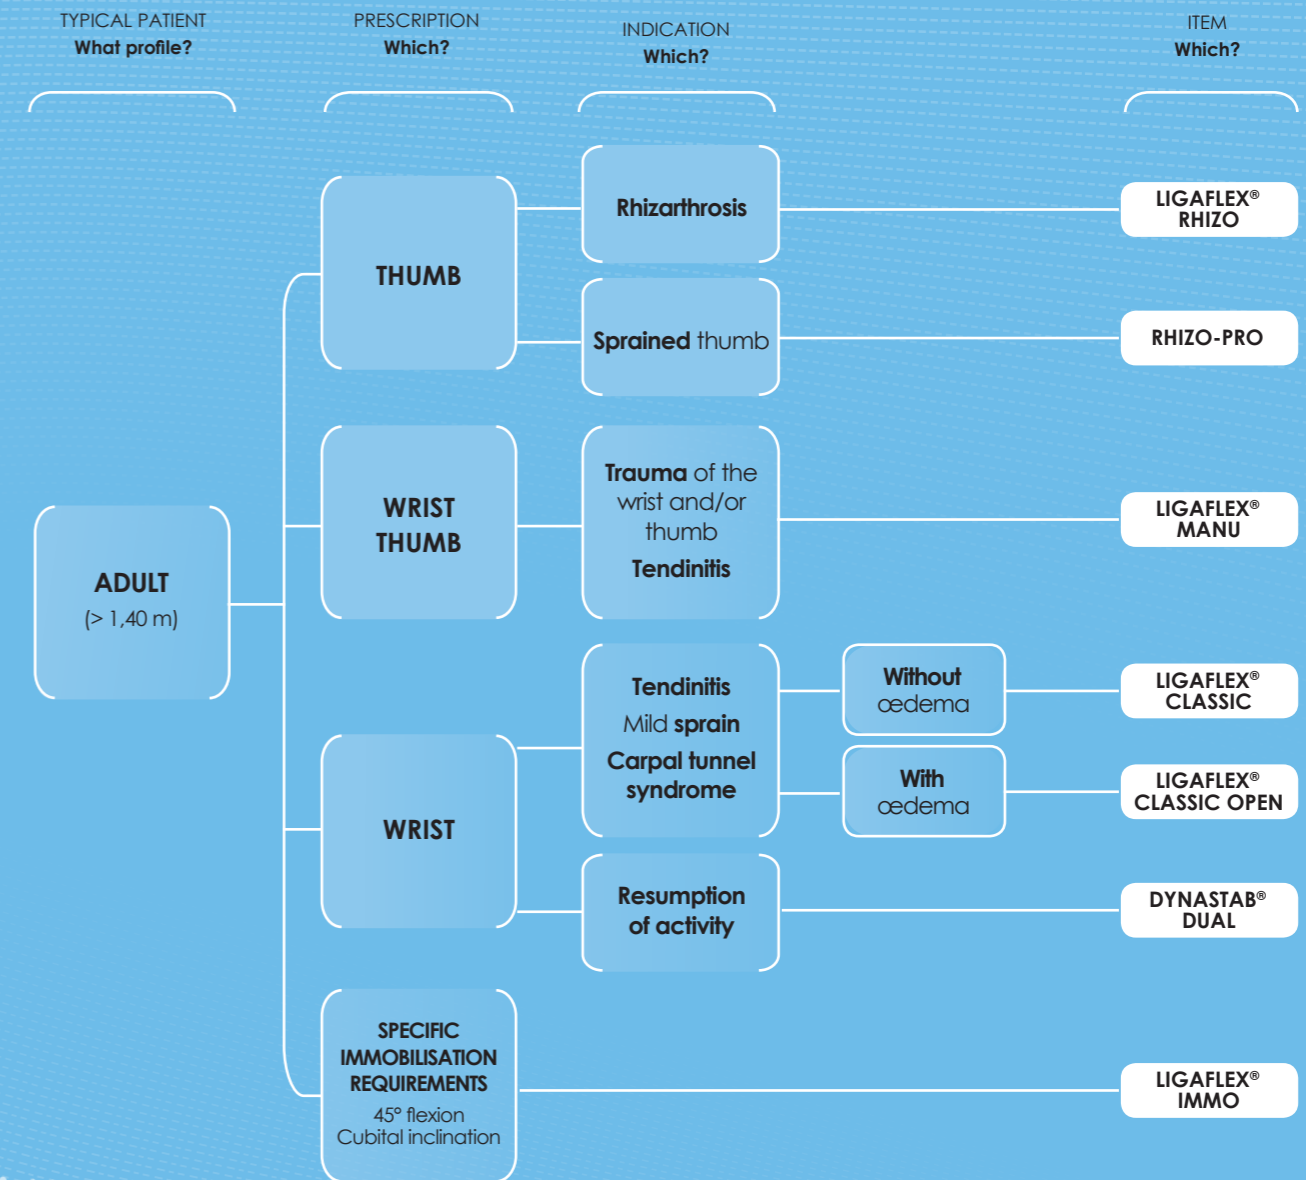 TYPICAL PATIENT
What profile?
PRESCRIPTION
Which?
INDICATION
Which?
ITEM
Which?
ADULT
(> 1,40 m)
THUMB
Rhizarthrosis
LIGAFLEX®
RHIZO
Sprained thumb
RHIZO-PRO
WRIST
THUMB
Trauma of the
wrist and/or
thumb
Tendinitis
LIGAFLEX®
MANU
WRIST
Tendinitis
Mild sprain
Carpal tunnel
syndrome
Without
œdema
LIGAFLEX®
CLASSIC
With
œdema
LIGAFLEX®
CLASSIC OPEN
Resumption
of activity
DYNASTAB®
DUAL
SPECIFIC
IMMOBILISATION
REQUIREMENTS
45° flexion
Cubital inclination
LIGAFLEX®
IMMO